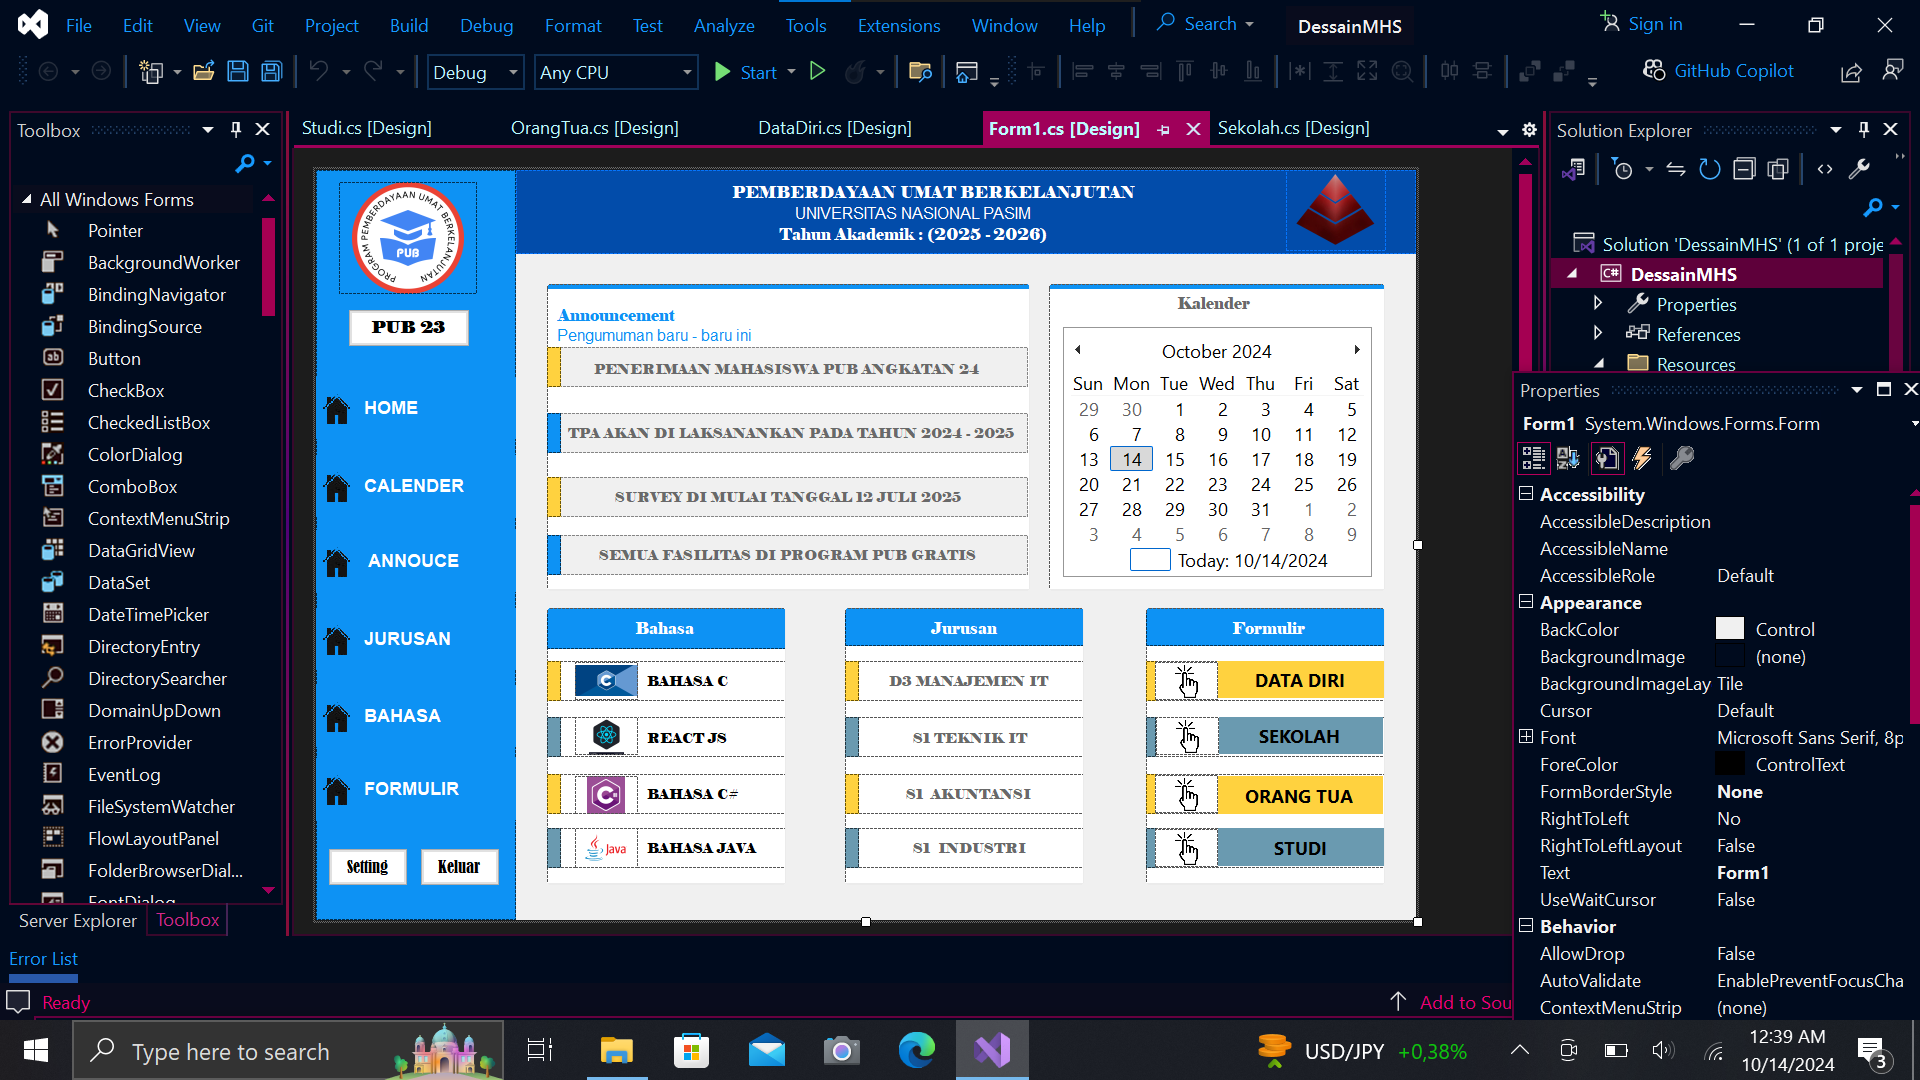 File Edit View Git Project Build Debug Format Test Analyze Tools Extensions Window Help Search DessainMHS Sign in
Debug Any CPU Start GitHub Copilot
Toolbox
All Windows Forms
Pointer
BackgroundWorker
BindingNavigator
BindingSource
Button
CheckBox
CheckedListBox
ColorDialog
ComboBox
ContextMenuStrip
DataGridView
DataSet
DateTimePicker
DirectoryEntry
DirectorySearcher
DomainUpDown
ErrorProvider
EventLog
FileSystemWatcher
FlowLayoutPanel
FolderBrowserDial...
FontDialog
Server Explorer Toolbox
Studi.cs [Design] OrangTua.cs [Design] DataDiri.cs [Design] Form1.cs [Design] Sekolah.cs [Design]
PROGRAM PEMBERDAYAAN UMAT BERKELANJUTAN
PUB
PUB 23
HOME
CALENDER
ANNOUCE
JURUSAN
BAHASA
FORMULIR
Setting Keluar
PEMBERDAYAAN UMAT BERKELANJUTAN
UNIVERSITAS NASIONAL PASIM
Tahun Akademik : (2025 - 2026)
Announcement
Pengumuman baru - baru ini
PENERIMAAN MAHASISWA PUB ANGKATAN 24
TPA AKAN DI LAKSANANKAN PADA TAHUN 2024 - 2025
SURVEY DI MULAI TANGGAL 12 JULI 2025
SEMUA FASILITAS DI PROGRAM PUB GRATIS
Kalender
October 2024
Sun Mon Tue Wed Thu Fri Sat
29 30 1 2 3 4 5
6 7 8 9 10 11 12
13 14 15 16 17 18 19
20 21 22 23 24 25 26
27 28 29 30 31 1 2
3 4 5 6 7 8 9
Today: 10/14/2024
Bahasa
C BAHASA C
REACT JS
C BAHASA C#
Java BAHASA JAVA
Jurusan
D3 MANAJEMEN IT
S1 TEKNIK IT
S1 AKUNTANSI
S1 INDUSTRI
Formulir
DATA DIRI
SEKOLAH
ORANG TUA
STUDI
Solution Explorer
Solution 'DessainMHS' (1 of 1 proje
C# DessainMHS
Properties
References
Resources
Properties
Form1 System.Windows.Forms.Form
Accessibility
AccessibleDescription
AccessibleName
AccessibleRole Default
Appearance
BackColor Control
BackgroundImage (none)
BackgroundImageLay Tile
Cursor Default
Font Microsoft Sans Serif, 8p
ForeColor ControlText
FormBorderStyle None
RightToLeft No
RightToLeftLayout False
Text Form1
UseWaitCursor False
Behavior
AllowDrop False
AutoValidate EnablePreventFocusCha
ContextMenuStrip (none)
Error List
Ready Add to Sou
Type here to search USD/JPY +0,38% 12:39 AM
10/14/2024 3